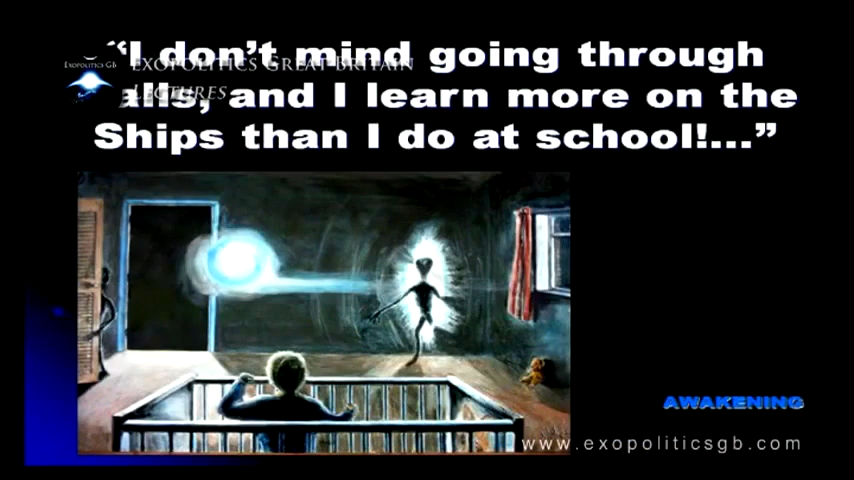 “I don’t mind going through
EXOPOLITICS GB
EXOPOLITICS GREAT BRITAIN
LECTURES
alls, and I learn more on the
Ships than I do at school!...”
AWAKENING
www.exopoliticsgb.com